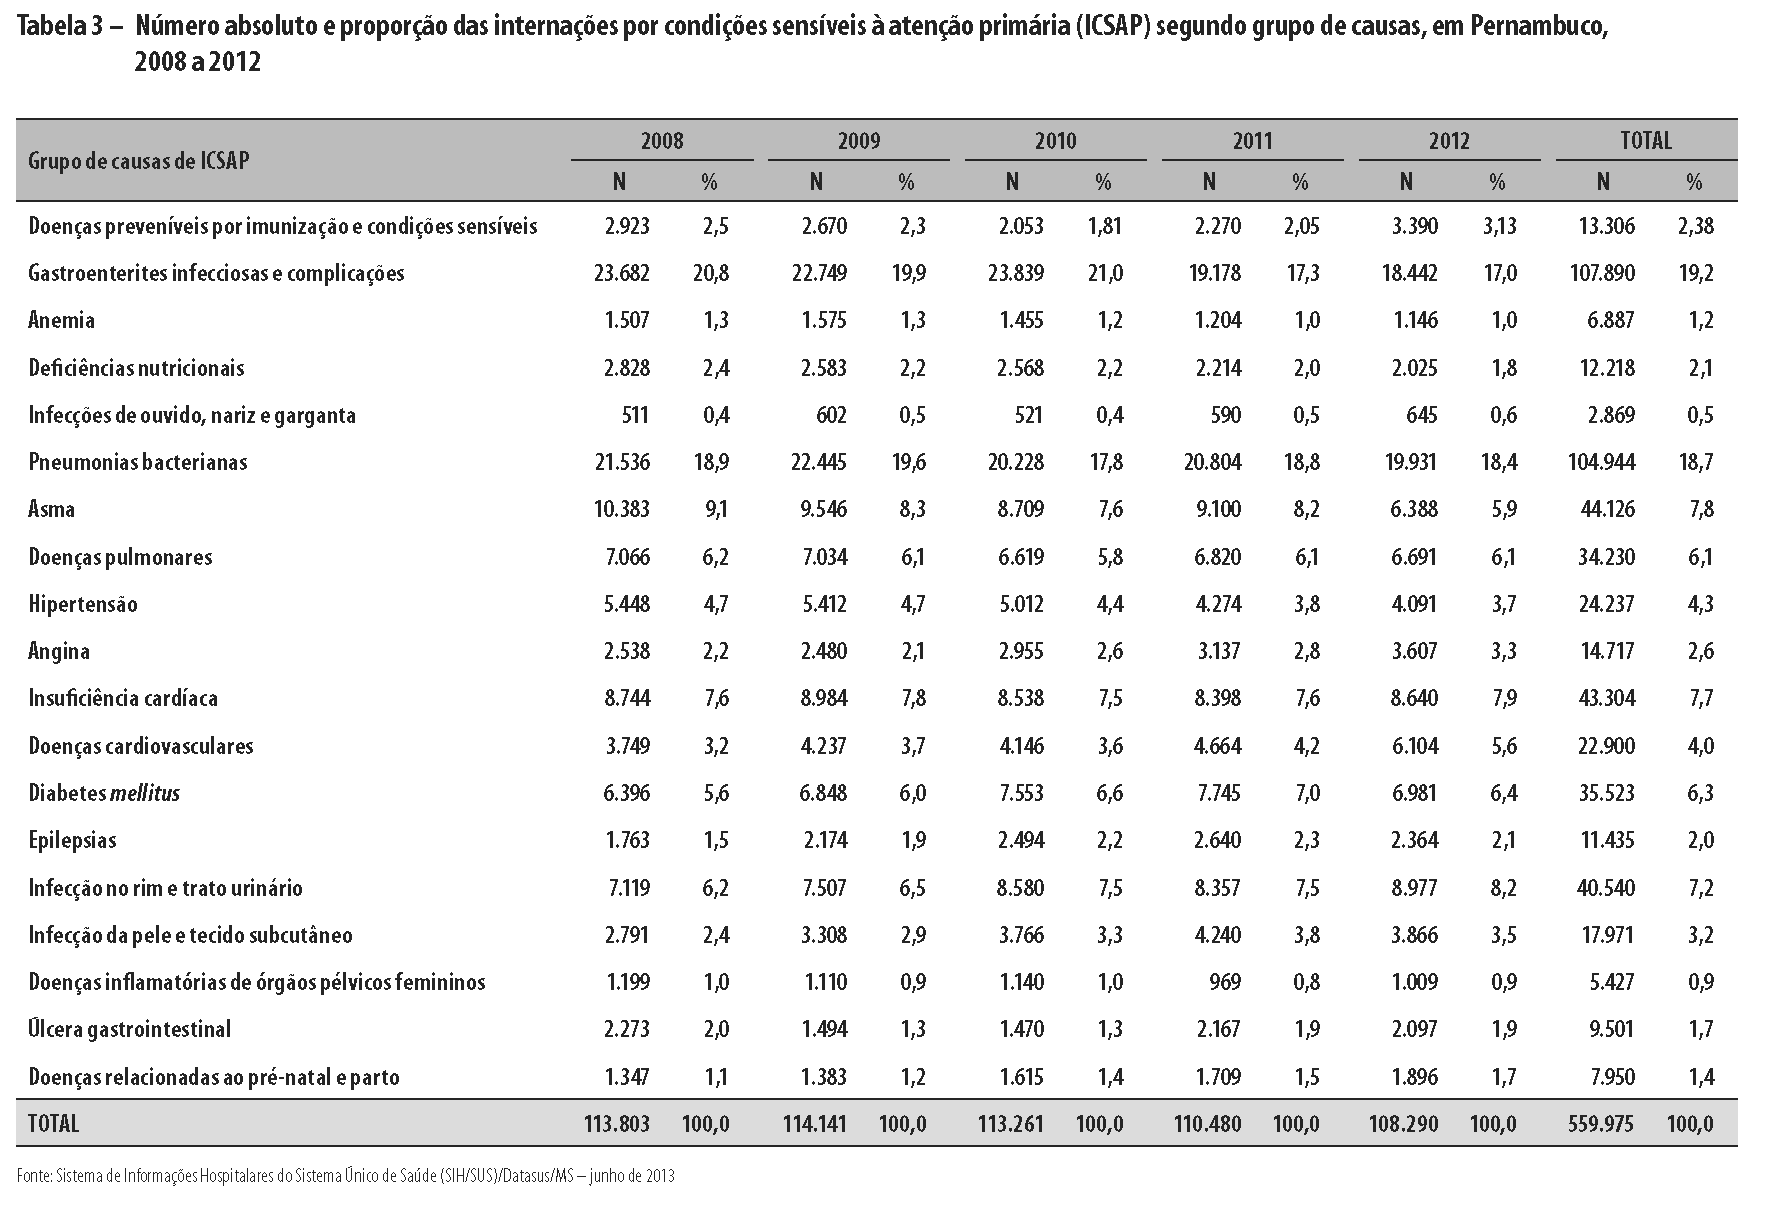 Tabela 3 – Número absoluto e proporção das internações por condições sensíveis à atenção primária (ICSAP) segundo grupo de causas, em Pernambuco,
2008 a 2012
Grupo de causas de ICSAP 2008 2009 2010 2011 2012 TOTAL
N % N % N % N % N % N %
Doenças preveníveis por imunização e condições sensíveis 2.923 2,5 2.670 2,3 2.053 1,81 2.270 2,05 3.390 3,13 13.306 2,38
Gastroenterites infecciosas e complicações 23.682 20,8 22.749 19,9 23.839 21,0 19.178 17,3 18.442 17,0 107.890 19,2
Anemia 1.507 1,3 1.575 1,3 1.455 1,2 1.204 1,0 1.146 1,0 6.887 1,2
Deficiências nutricionais 2.828 2,4 2.583 2,2 2.568 2,2 2.214 2,0 2.025 1,8 12.218 2,1
Infecções de ouvido, nariz e garganta 511 0,4 602 0,5 521 0,4 590 0,5 645 0,6 2.869 0,5
Pneumonias bacterianas 21.536 18,9 22.445 19,6 20.228 17,8 20.804 18,8 19.931 18,4 104.944 18,7
Asma 10.383 9,1 9.546 8,3 8.709 7,6 9.100 8,2 6.388 5,9 44.126 7,8
Doenças pulmonares 7.066 6,2 7.034 6,1 6.619 5,8 6.820 6,1 6.691 6,1 34.230 6,1
Hipertensão 5.448 4,7 5.412 4,7 5.012 4,4 4.274 3,8 4.091 3,7 24.237 4,3
Angina 2.538 2,2 2.480 2,1 2.955 2,6 3.137 2,8 3.607 3,3 14.717 2,6
Insuficiência cardíaca 8.744 7,6 8.984 7,8 8.538 7,5 8.398 7,6 8.640 7,9 43.304 7,7
Doenças cardiovasculares 3.749 3,2 4.237 3,7 4.146 3,6 4.664 4,2 6.104 5,6 22.900 4,0
Diabetes mellitus 6.396 5,6 6.848 6,0 7.553 6,6 7.745 7,0 6.981 6,4 35.523 6,3
Epilepsias 1.763 1,5 2.174 1,9 2.494 2,2 2.640 2,3 2.364 2,1 11.435 2,0
Infecção no rim e trato urinário 7.119 6,2 7.507 6,5 8.580 7,5 8.357 7,5 8.977 8,2 40.540 7,2
Infecção da pele e tecido subcutâneo 2.791 2,4 3.308 2,9 3.766 3,3 4.240 3,8 3.866 3,5 17.971 3,2
Doenças inflamatórias de órgãos pélvicos femininos 1.199 1,0 1.110 0,9 1.140 1,0 969 0,8 1.009 0,9 5.427 0,9
Úlcera gastrointestinal 2.273 2,0 1.494 1,3 1.470 1,3 2.167 1,9 2.097 1,9 9.501 1,7
Doenças relacionadas ao pré-natal e parto 1.347 1,1 1.383 1,2 1.615 1,4 1.709 1,5 1.896 1,7 7.950 1,4
TOTAL 113.803 100,0 114.141 100,0 113.261 100,0 110.480 100,0 108.290 100,0 559.975 100,0
Fonte: Sistema de Informações Hospitalares do Sistema Único de Saúde (SIH/SUS)/Datasus/MS – junho de 2013